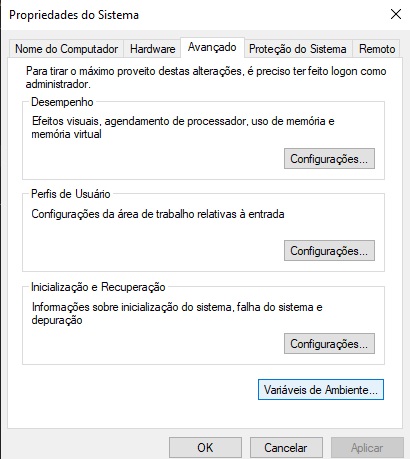 Propriedades do Sistema
Nome do Computador Hardware Avançado Proteção do Sistema Remoto
Para tirar o máximo proveito destas alterações, é preciso ter feito logon como
administrador.
Desempenho
Efeitos visuais, agendamento de processador, uso de memória e
memória virtual
Configurações...
Perfis de Usuário
Configurações da área de trabalho relativas à entrada
Configurações...
Inicialização e Recuperação
Informações sobre inicialização do sistema, falha do sistema e
depuração
Configurações...
Variáveis de Ambiente...
OK Cancelar Aplicar